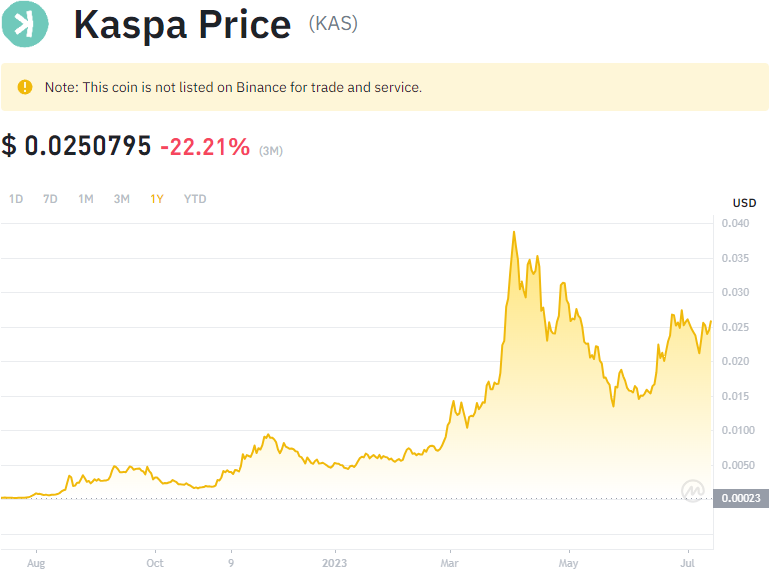 Kaspa Price (KAS)
Note: This coin is not listed on Binance for trade and service.
$ 0.0250795 -22.21% (3M)
1D 7D 1M 3M 1Y YTD
USD
0.040
0.035
0.030
0.025
0.020
0.015
0.0100
0.0050
0.00023
Aug Oct 9 2023 Mar May Jul